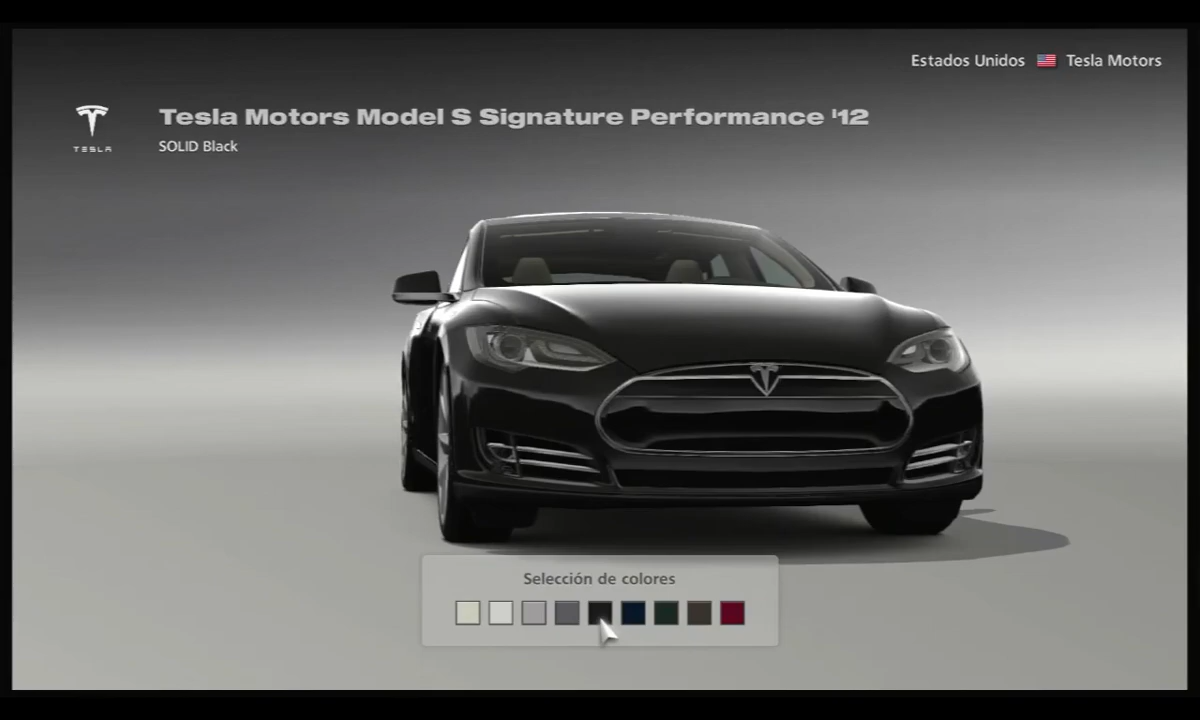 Estados Unidos Tesla Motors
Tesla Motors Model S Signature Performance '12
TESLA
SOLID Black
Selección de colores